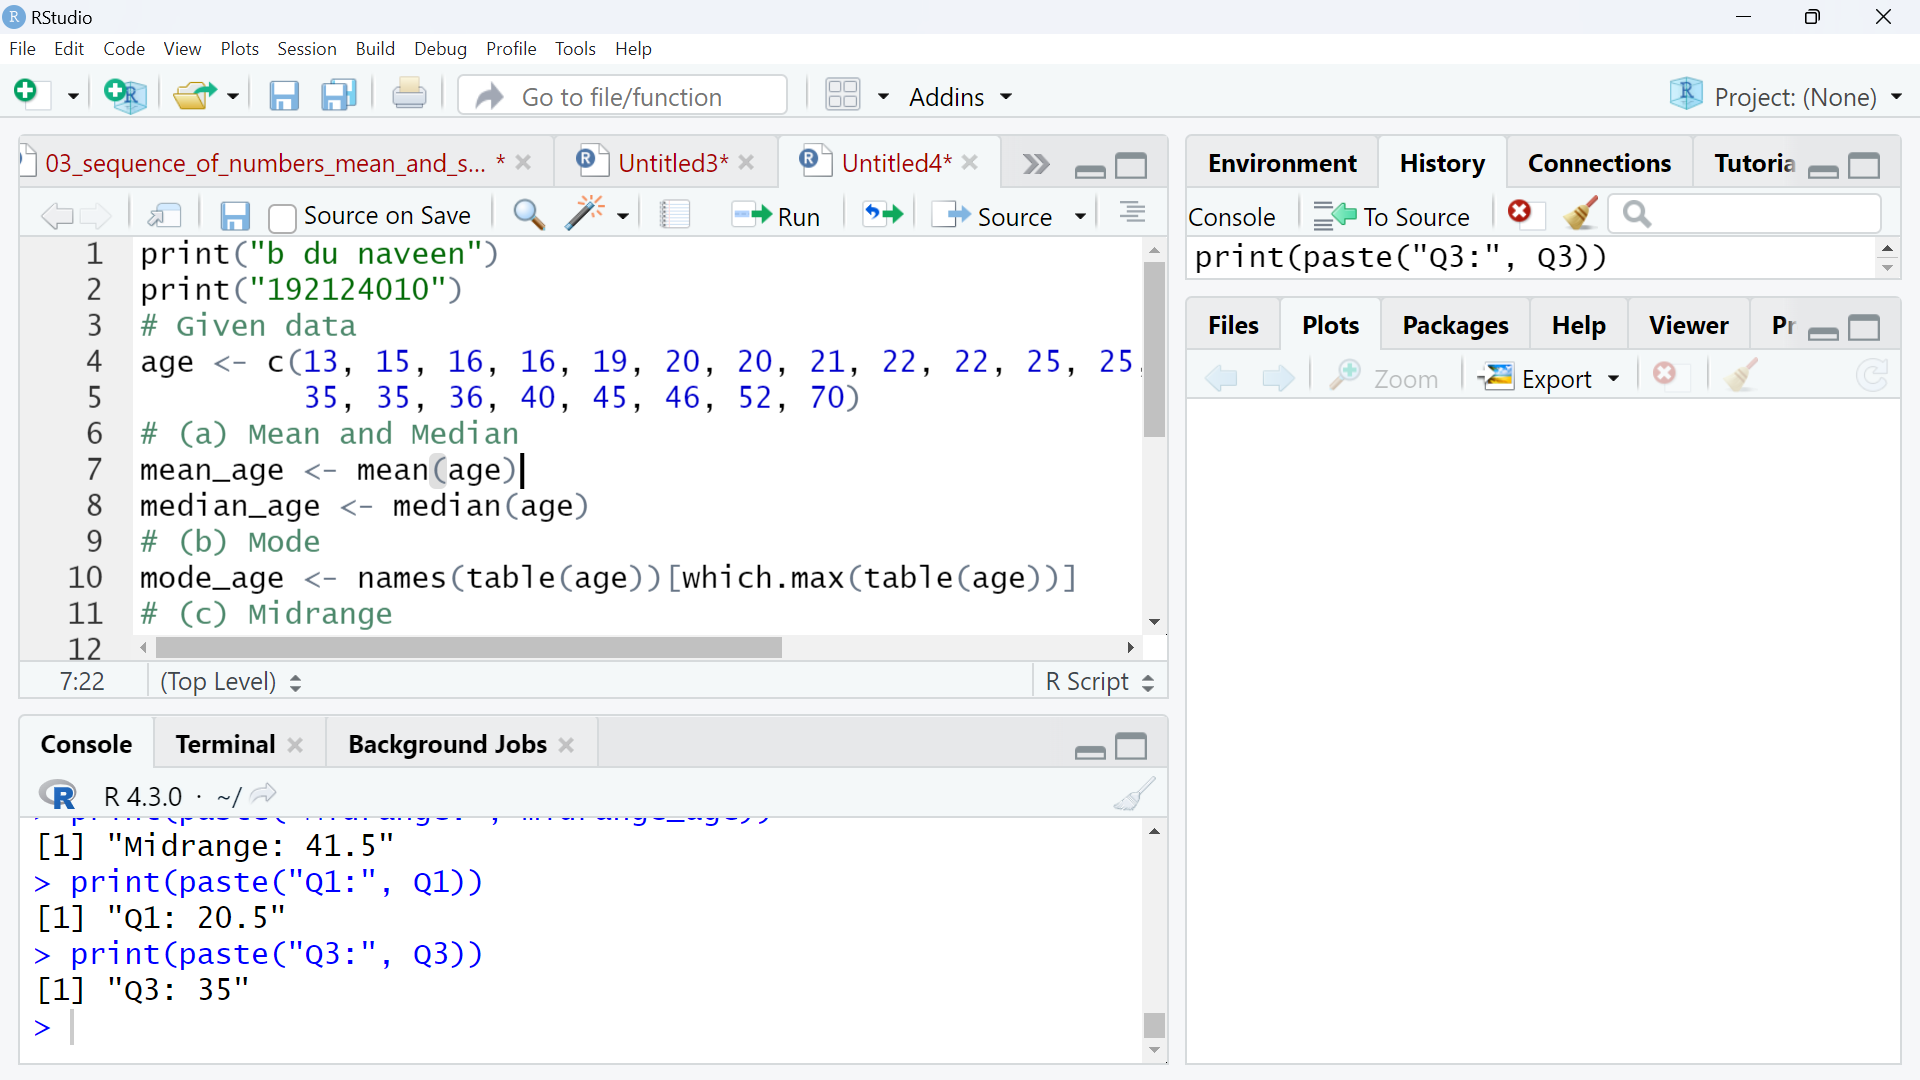 RStudio
File Edit Code View Plots Session Build Debug Profile Tools Help
Go to file/function Addins Project: (None)
03_sequence_of_numbers_mean_and_s... * Untitled3* Untitled4*
Source on Save Run Source
1 print("b du naveen")
2 print("192124010")
3 # Given data
4 age <- c(13, 15, 16, 16, 19, 20, 20, 21, 22, 22, 25, 25,
5 35, 35, 36, 40, 45, 46, 52, 70)
6 # (a) Mean and Median
7 mean_age <- mean(age)
8 median_age <- median(age)
9 # (b) Mode
10 mode_age <- names(table(age))[which.max(table(age))]
11 # (c) Midrange
12
7:22 (Top Level) R Script
Console Terminal Background Jobs
R 4.3.0 · ~/
> print(paste("Midrange:", midrange_age))
[1] "Midrange: 41.5"
> print(paste("Q1:", Q1))
[1] "Q1: 20.5"
> print(paste("Q3:", Q3))
[1] "Q3: 35"
>
Environment History Connections Tutoria
Console To Source
print(paste("Q3:", Q3))
Files Plots Packages Help Viewer Pr
Zoom Export